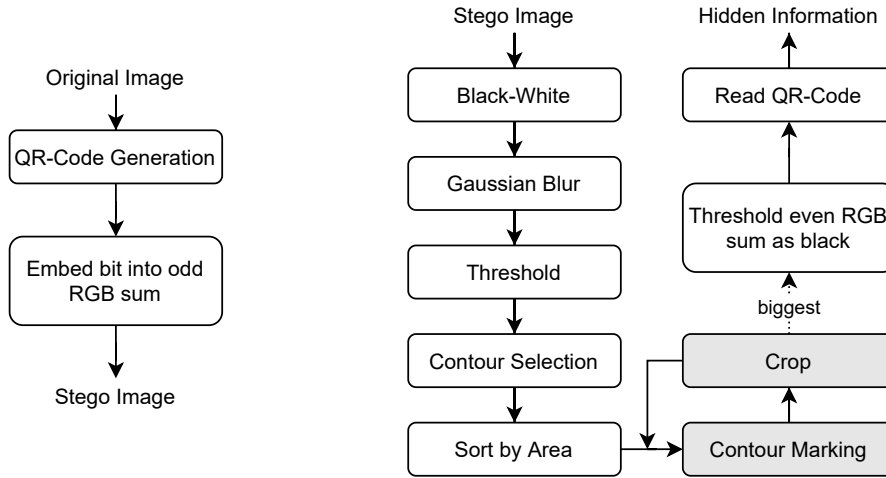 Original Image
QR-Code Generation
Embed bit into odd
RGB sum
Stego Image
Stego Image
Black-White
Gaussian Blur
Threshold
Contour Selection
Sort by Area
Hidden Information
Read QR-Code
Threshold even RGB
sum as black
biggest
Crop
Contour Marking